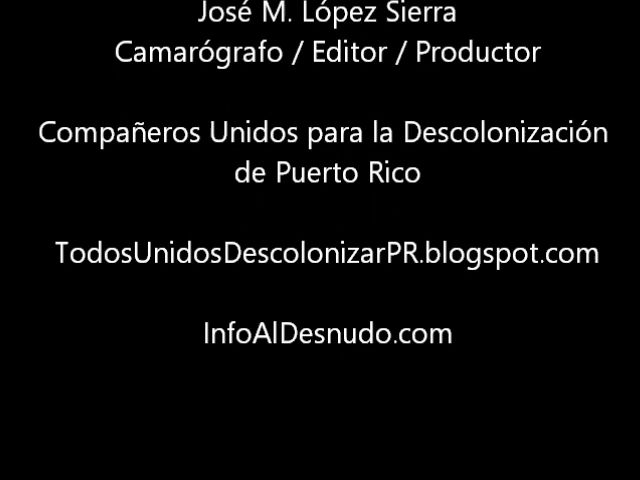 José M. López Sierra
Camarógrafo / Editor / Productor
Compañeros Unidos para la Descolonización
de Puerto Rico
TodosUnidosDescolonizarPR.blogspot.com
InfoAlDesnudo.com